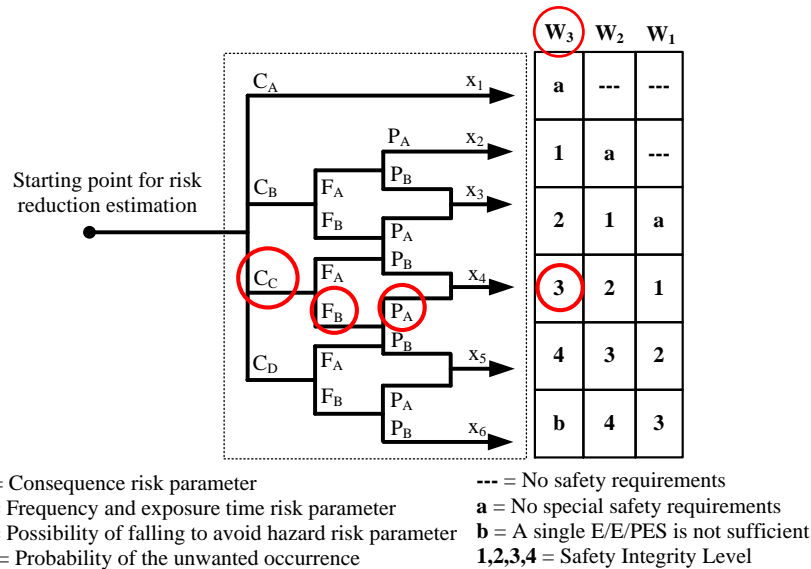 W3 W2 W1
CA x1 a --- ---
PA x2 1 a ---
Starting point for risk
reduction estimation
CB FA PB x3
FB PA 2 1 a
CC FA PB x4
FB PA 3 2 1
CD FA PB x5 4 3 2
FB PA
PB x6 b 4 3
= Consequence risk parameter
Frequency and exposure time risk parameter
Possibility of falling to avoid hazard risk parameter
= Probability of the unwanted occurrence
--- = No safety requirements
a = No special safety requirements
b = A single E/E/PES is not sufficient
1,2,3,4 = Safety Integrity Level